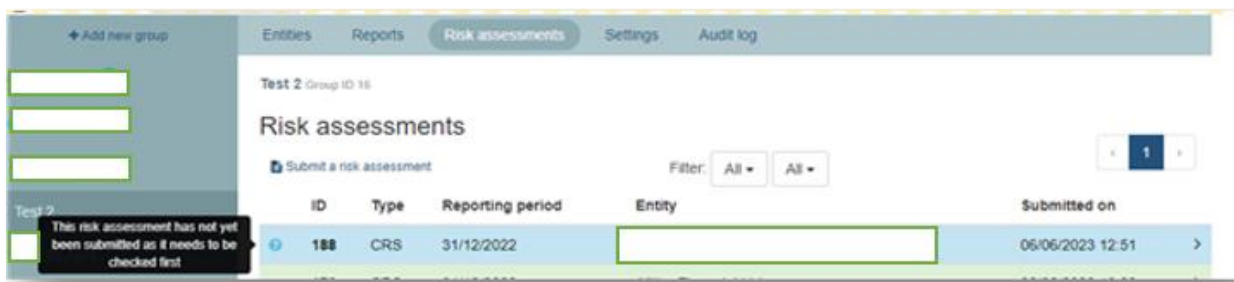 + Add new group
Entities Reports Risk assessments Settings Audit log
Test 2 Group ID 16
Risk assessments
Submit a risk assessment
Filter: All All
1
Test 2
ID Type Reporting period Entity Submitted on
This risk assessment has not yet
been submitted as it needs to be
checked first
188 CRS 31/12/2022 06/06/2023 12:51